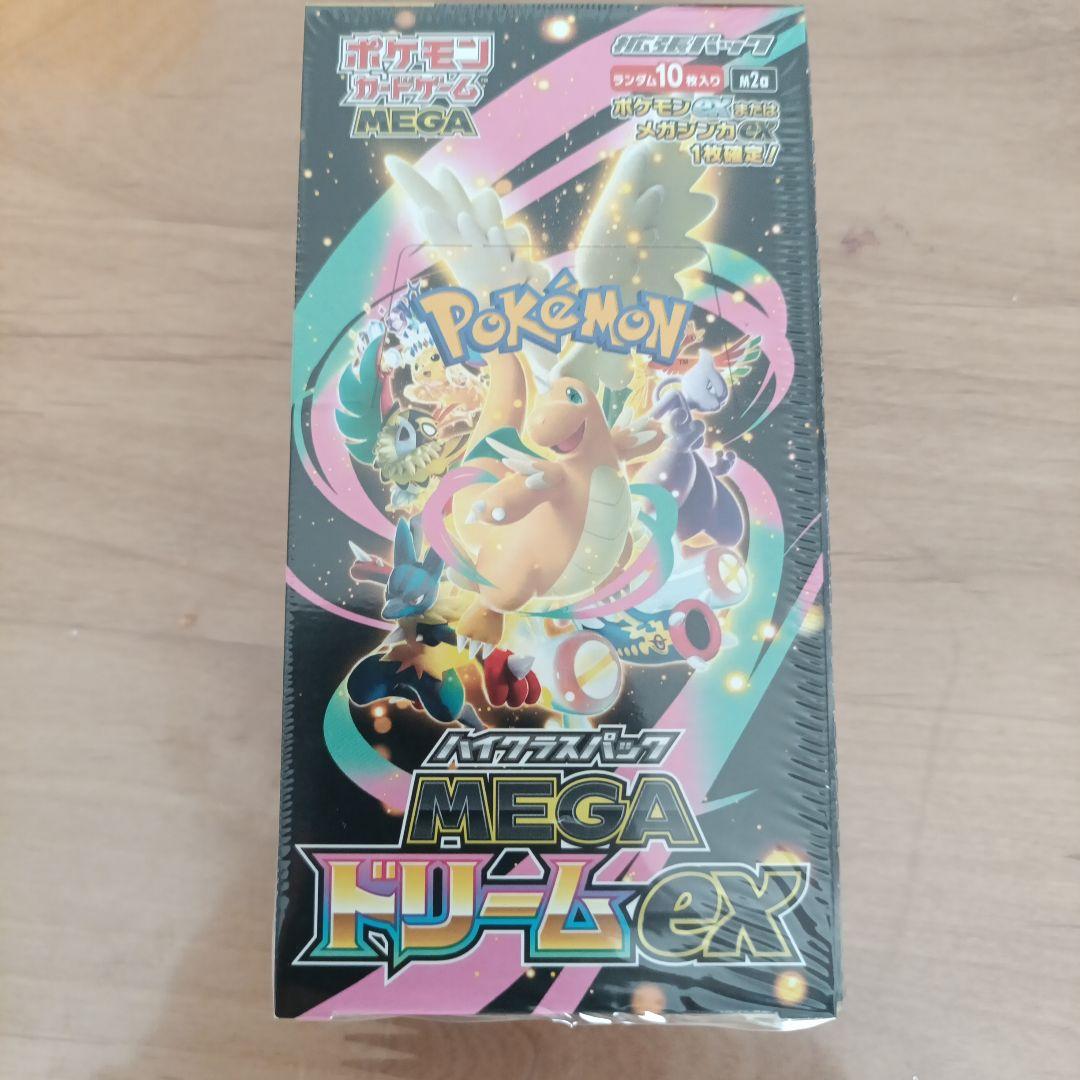 ポケモン
カードゲーム
MEGA
拡張パック
ランダム10枚入り M2a
ポケモンexまたは
メガシンカex
1枚確定!
POKéMON
TM
ハイクラスパック
MEGA
ドリームex